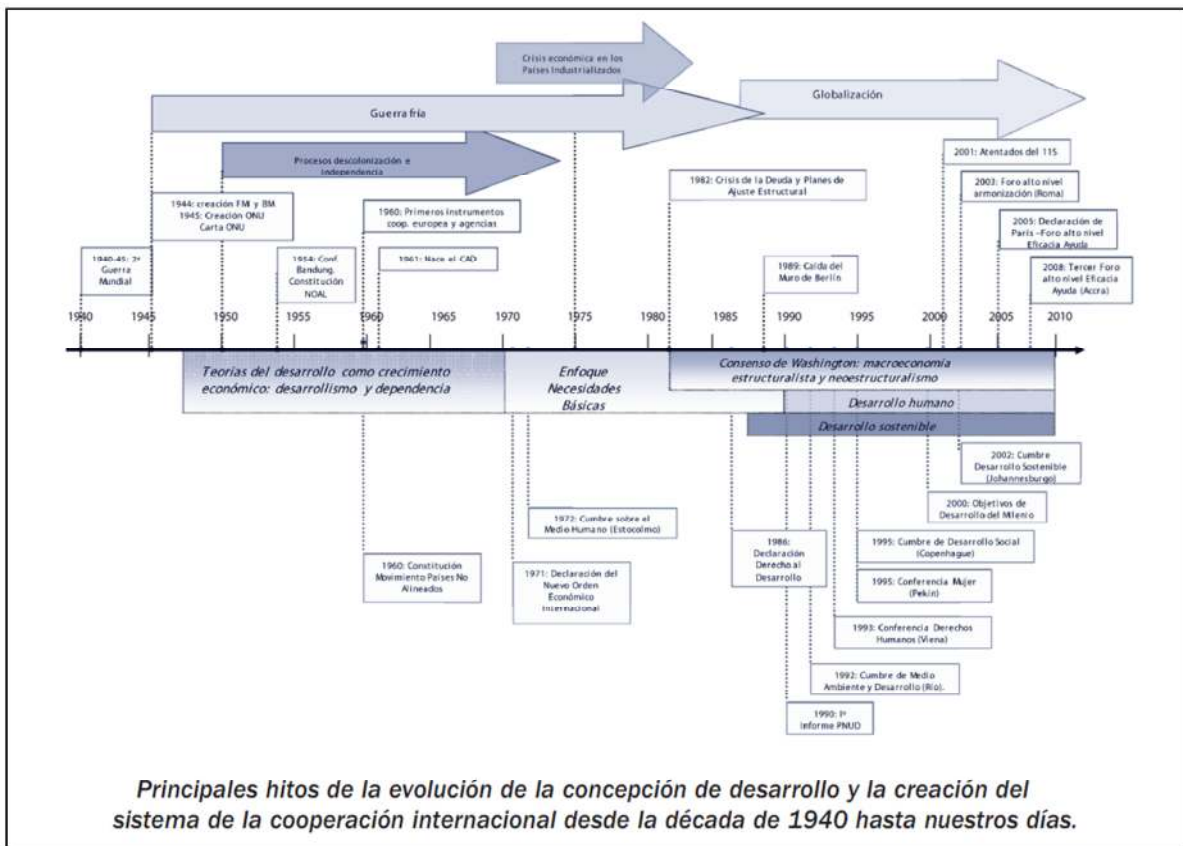 Crisis económica en los
Países Industrializados
Globalización
Guerra fría
Procesos descolonización e
independencia
2001: Atentados del 11S
1982: Crisis de la Deuda y Planes de
Ajuste Estructural
2003: Foro alto nivel
armonización (Roma)
1944: creación FMI y BM
1945: Creación ONU
Carta ONU
1960: Primeros instrumentos
coop. europea y agencias
2005: Declaración de
París -Foro alto nivel
Eficacia Ayuda
1940-45: 2ª
Guerra
Mundial
1954: Conf.
Bandung.
Constitución
NOAL
1961: Nace el CAD
1989: Caída del
Muro de Berlín
2008: Tercer Foro
alto nivel Eficacia
Ayuda (Accra)
1940 1945 1950 1955 1960 1965 1970 1975 1980 1985 1990 1995 2000 2005 2010
Teorías del desarrollo como crecimiento
económico: desarrollismo y dependencia
Enfoque
Necesidades
Básicas
Consenso de Washington: macroeconomía
estructuralista y neoestructuralismo
Desarrollo humano
Desarrollo sostenible
2002: Cumbre
Desarrollo Sostenible
(Johannesburgo)
2000: Objetivos de
Desarrollo del Milenio
1972: Cumbre sobre el
Medio Humano (Estocolmo)
1986:
Declaración
Derecho al
Desarrollo
1995: Cumbre de Desarrollo Social
(Copenhague)
1960: Constitución
Movimiento Países No
Alineados
1971: Declaración del
Nuevo Orden
Económico
Internacional
1995: Conferencia Mujer
(Pekín)
1993: Conferencia Derechos
Humanos (Viena)
1992: Cumbre de Medio
Ambiente y Desarrollo (Río).
1990: Iº
Informe PNUD
Principales hitos de la evolución de la concepción de desarrollo y la creación del
sistema de la cooperación internacional desde la década de 1940 hasta nuestros días.